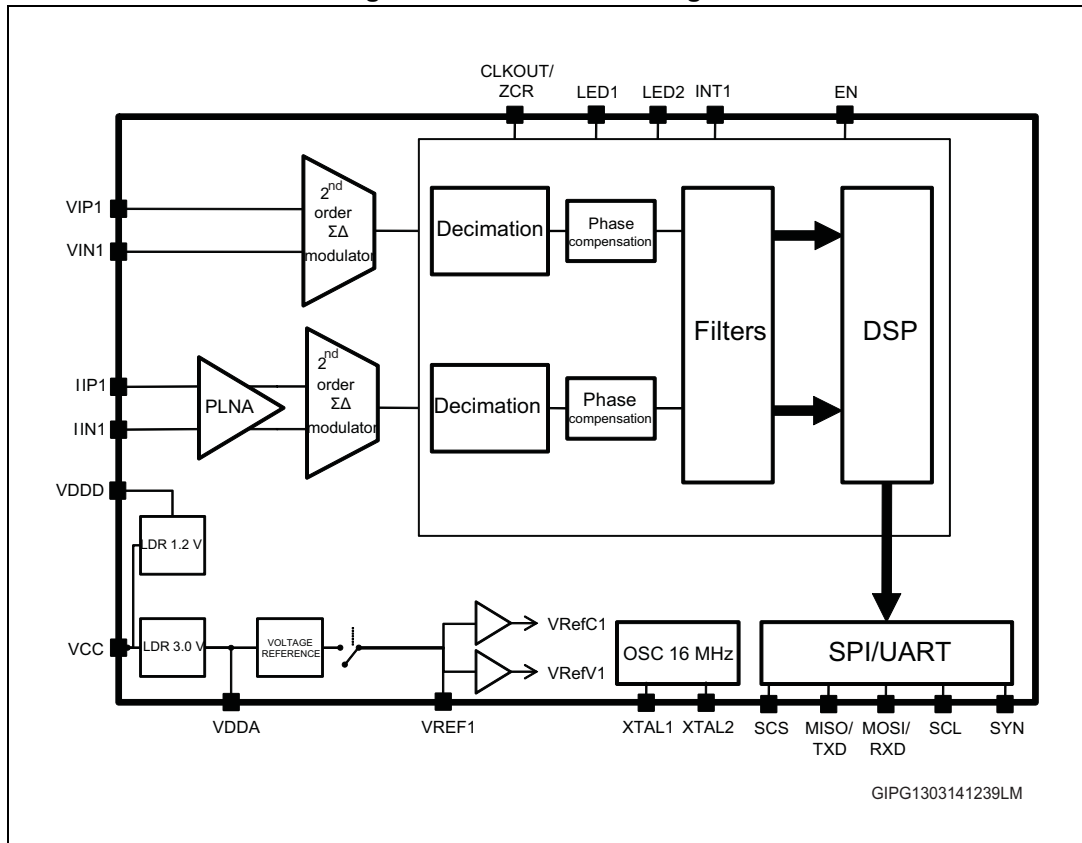 CLKOUT/
ZCR
LED1
LED2
INT1
EN
VIP1
VIN1
2nd
order
ΣΔ
modulator
Decimation
Phase
compensation
Filters
DSP
IIP1
IIN1
PLNA
2nd
order
ΣΔ
modulator
Decimation
Phase
compensation
VDDD
LDR 1.2 V
VCC
LDR 3.0 V
VOLTAGE
REFERENCE
VRefC1
VRefV1
OSC 16 MHz
SPI/UART
VDDA
VREF1
XTAL1
XTAL2
SCS
MISO/
TXD
MOSI/
RXD
SCL
SYN
GIPG1303141239LM